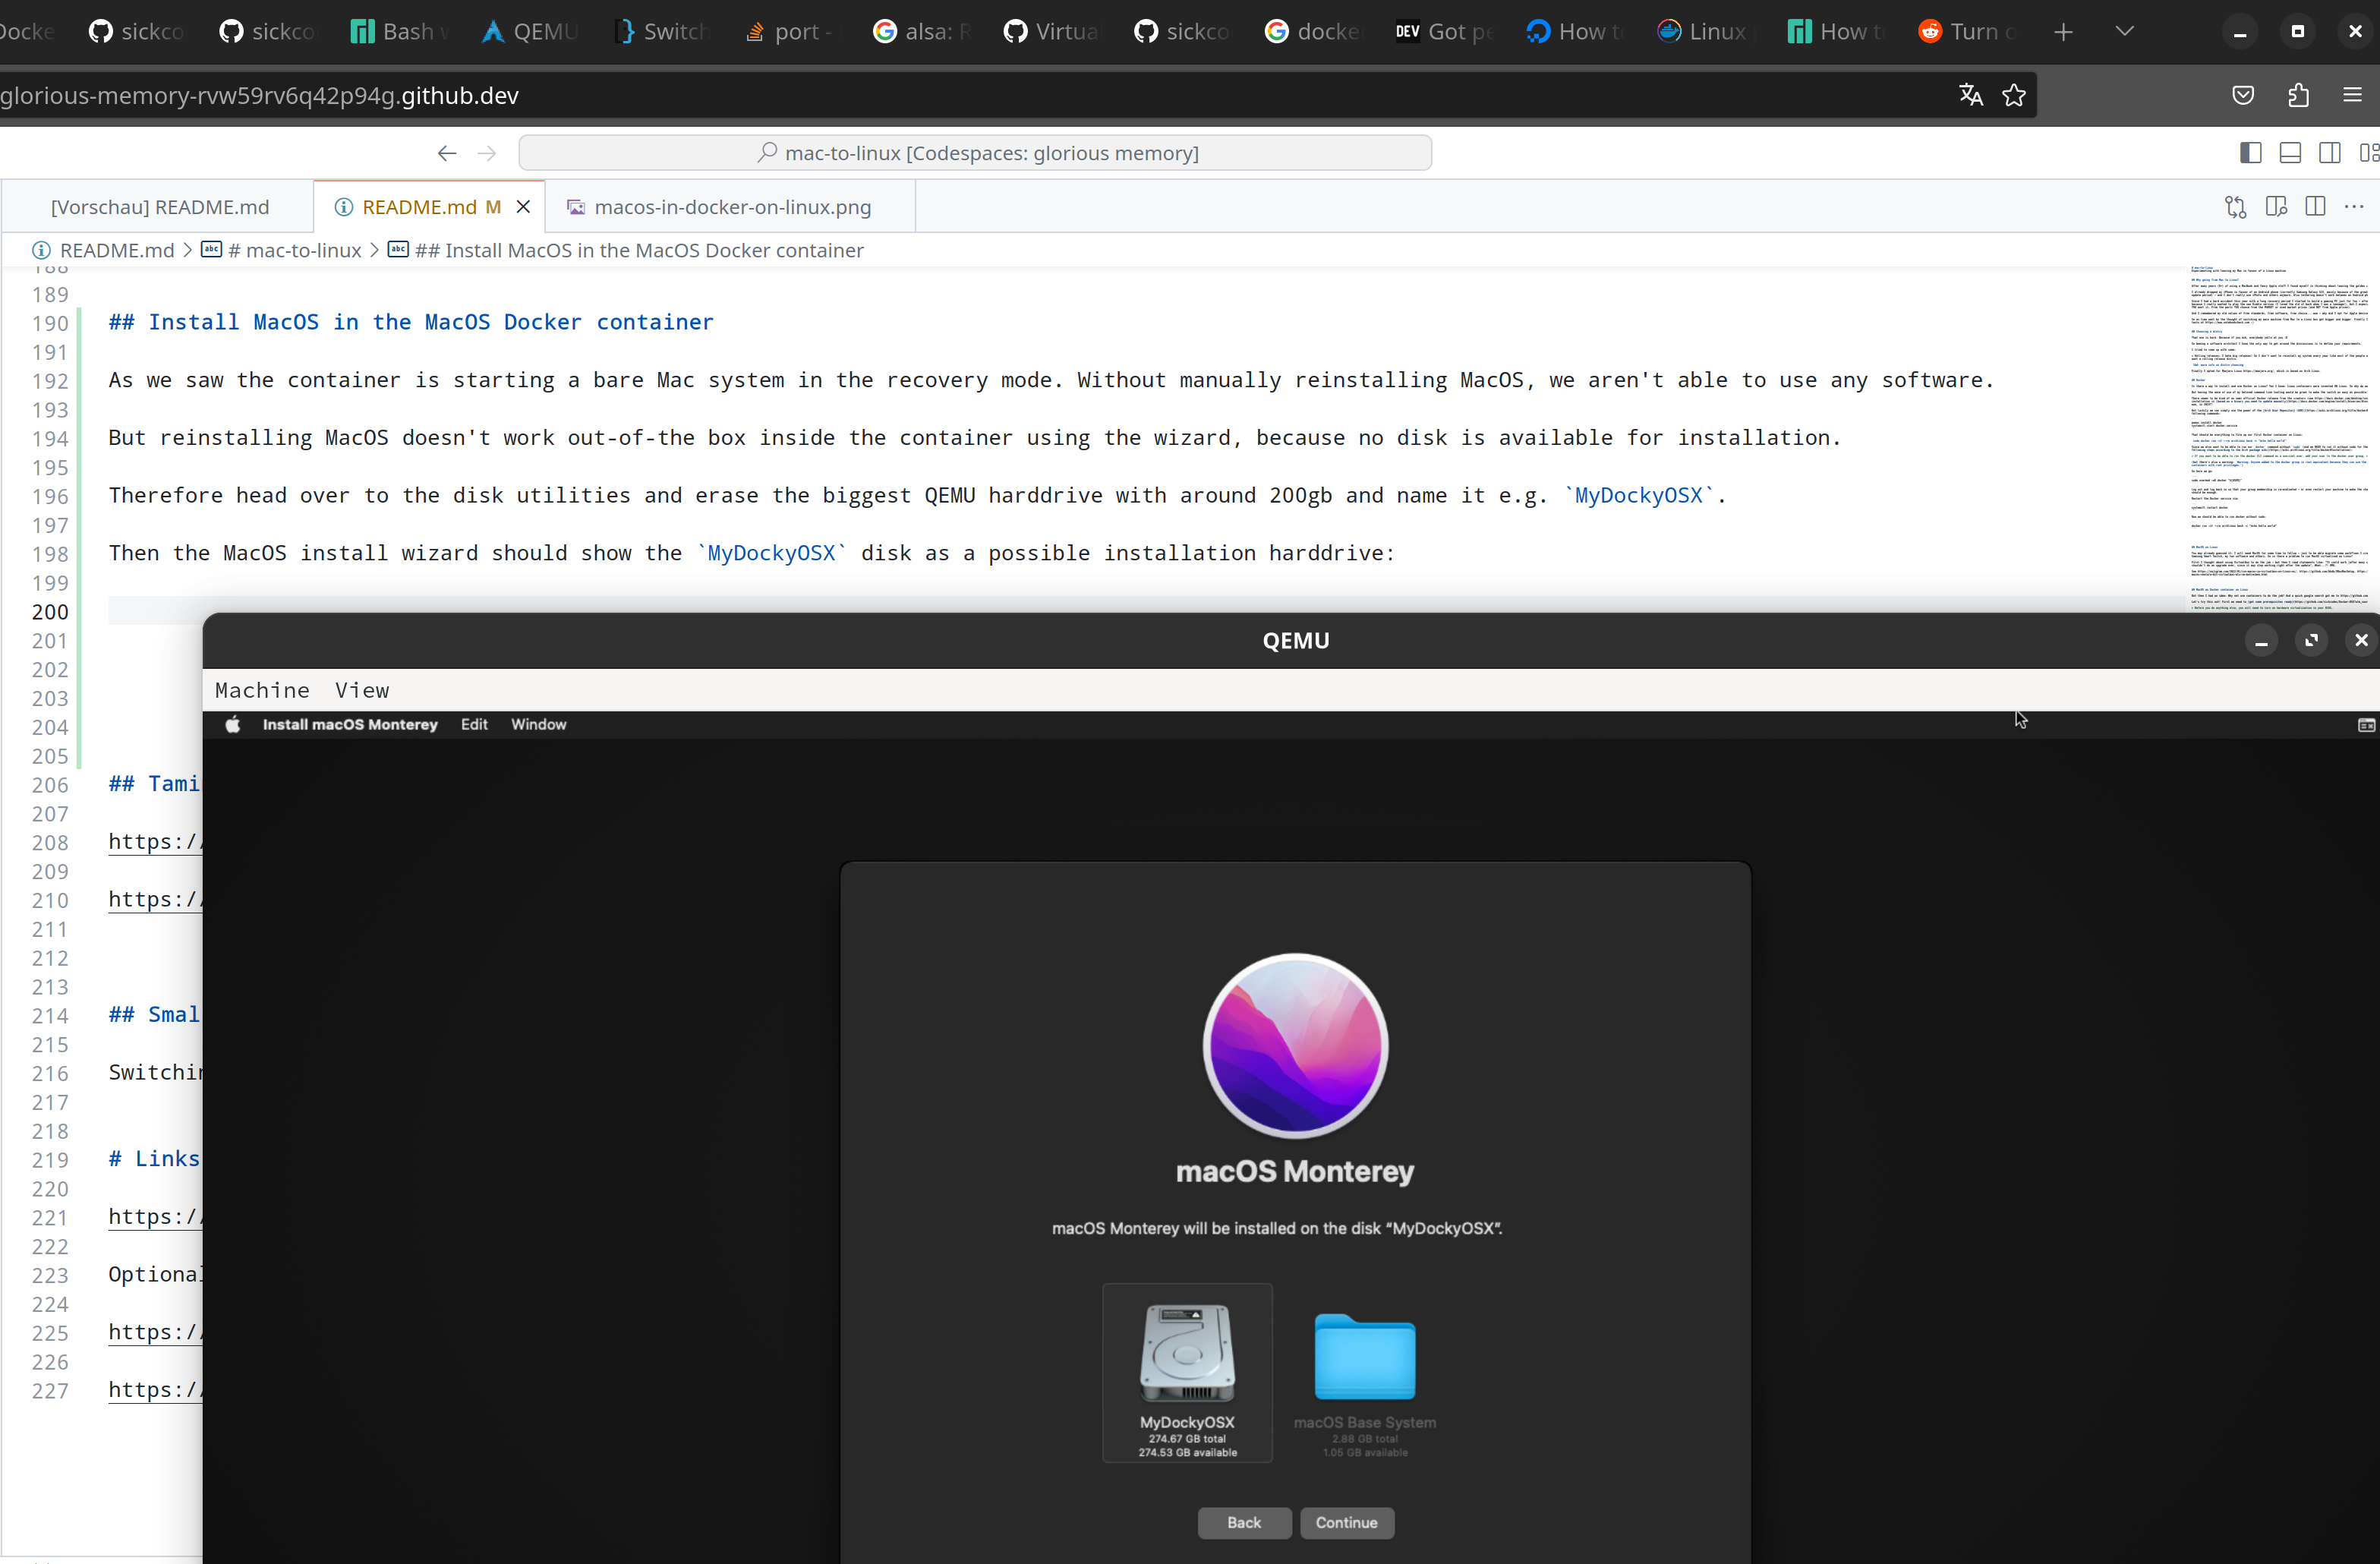 Docke sickco sickco Bash QEMU Switch port - alsa: R Virtua sickco docke DEV Got pe How t Linux How t Turn o
glorious-memory-rvw59rv6q42p94g.github.dev
mac-to-linux [Codespaces: glorious memory]
[Vorschau] README.md README.md M macos-in-docker-on-linux.png
README.md > # mac-to-linux > ## Install MacOS in the MacOS Docker container
188
189
190 ## Install MacOS in the MacOS Docker container
191
192 As we saw the container is starting a bare Mac system in the recovery mode. Without manually reinstalling MacOS, we aren't able to use any software.
193
194 But reinstalling MacOS doesn't work out-of-the box inside the container using the wizard, because no disk is available for installation.
195
196 Therefore head over to the disk utilities and erase the biggest QEMU harddrive with around 200gb and name it e.g. `MyDockyOSX`.
197
198 Then the MacOS install wizard should show the `MyDockyOSX` disk as a possible installation harddrive:
199
200
201
202
203
204
205
206 ## Tami
207
208 https:/
209
210 https:/
211
212
213
214 ## Smal
215
216 Switchin
217
218
219 # Links
220
221 https:/
222
223 Optional
224
225 https:/
226
227 https:/
QEMU
Machine View
Install macOS Monterey Edit Window
macOS Monterey
macOS Monterey will be installed on the disk “MyDockyOSX”.
MyDockyOSX
274.67 GB total
274.53 GB available
macOS Base System
2.88 GB total
1.05 GB available
Back Continue